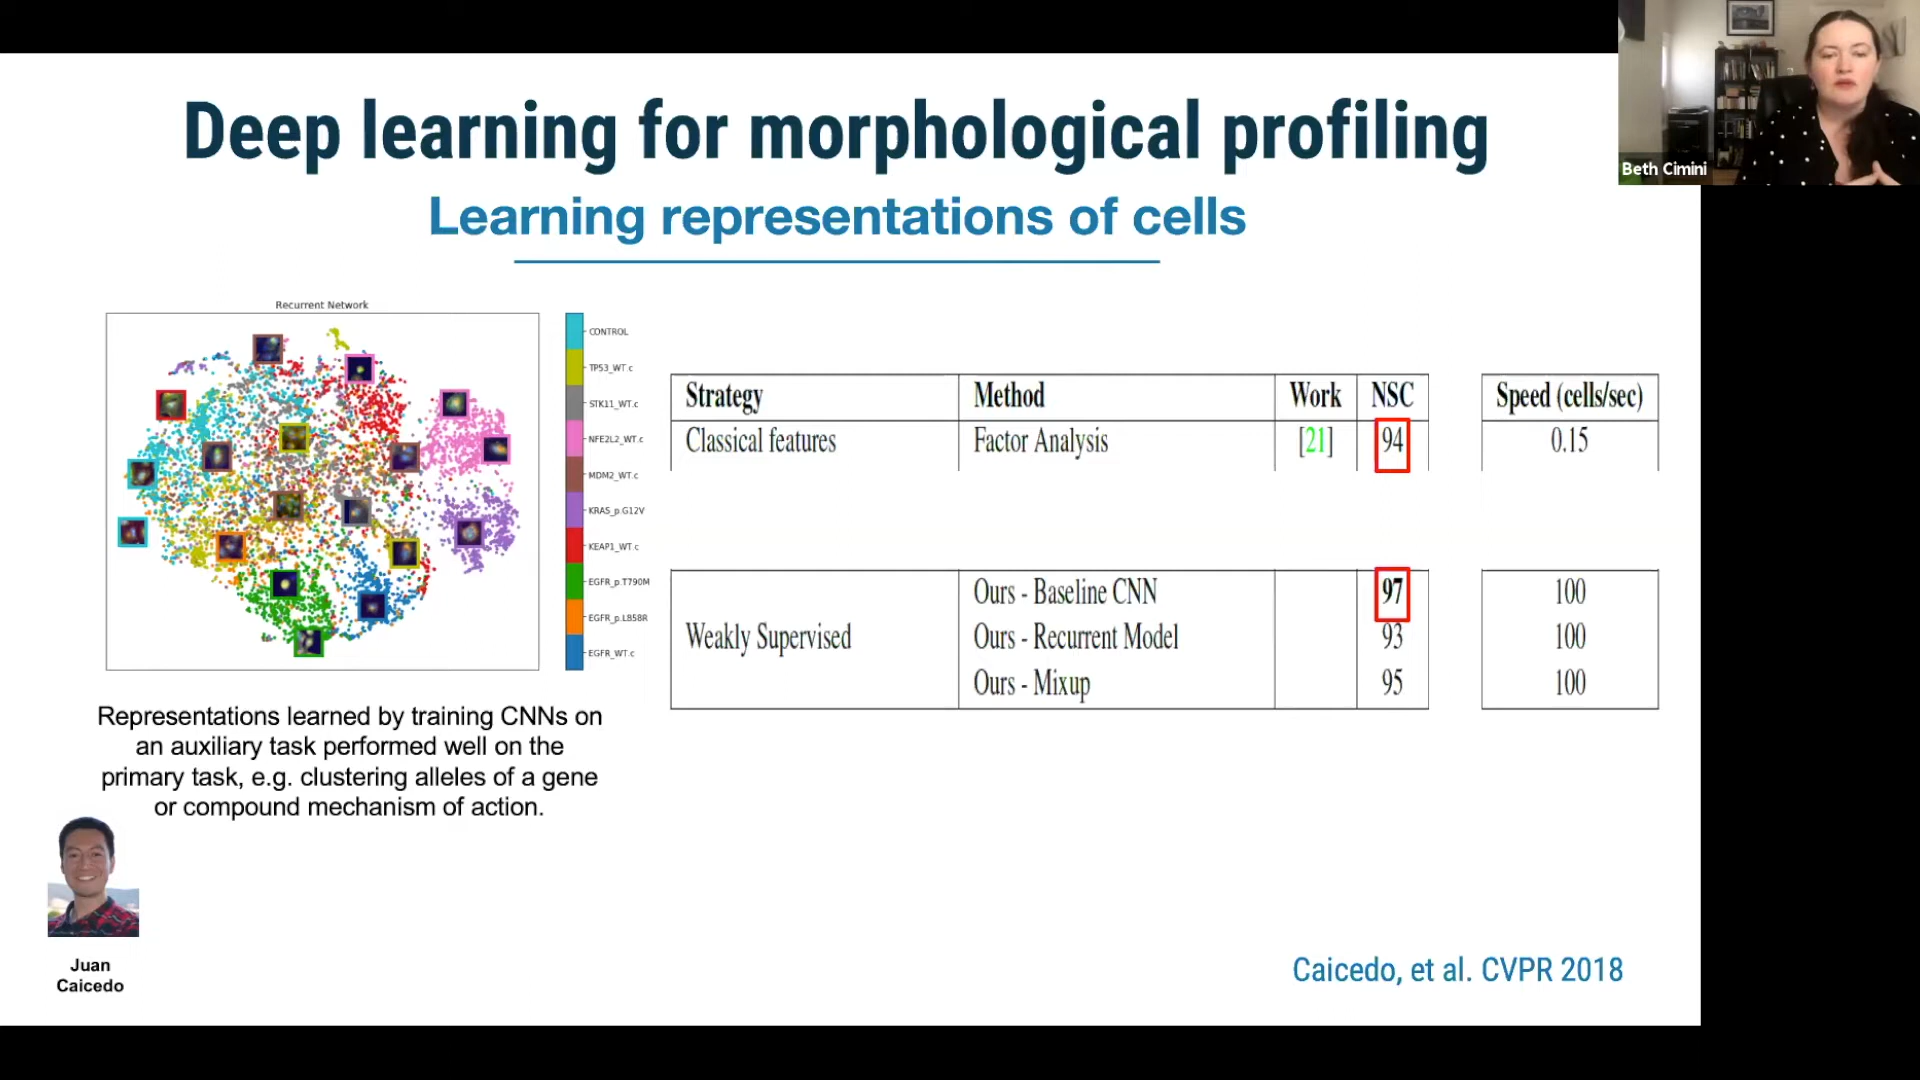 Deep learning for morphological profiling
Beth Cimini
Learning representations of cells
Recurrent Network
CONTROL
TP53_WT.c
STK11_WT.c
NFE2L2_WT.c
MDM2_WT.c
KRAS_p.G12V
KEAP1_WT.c
EGFR_p.T790M
EGFR_p.L858R
EGFR_WT.c
Strategy Method Work NSC Speed (cells/sec)
Classical features Factor Analysis [21] 94 0.15
Ours - Baseline CNN 97 100
Weakly Supervised Ours - Recurrent Model 93 100
Ours - Mixup 95 100
Representations learned by training CNNs on
an auxiliary task performed well on the
primary task, e.g. clustering alleles of a gene
or compound mechanism of action.
Juan
Caicedo
Caicedo, et al. CVPR 2018